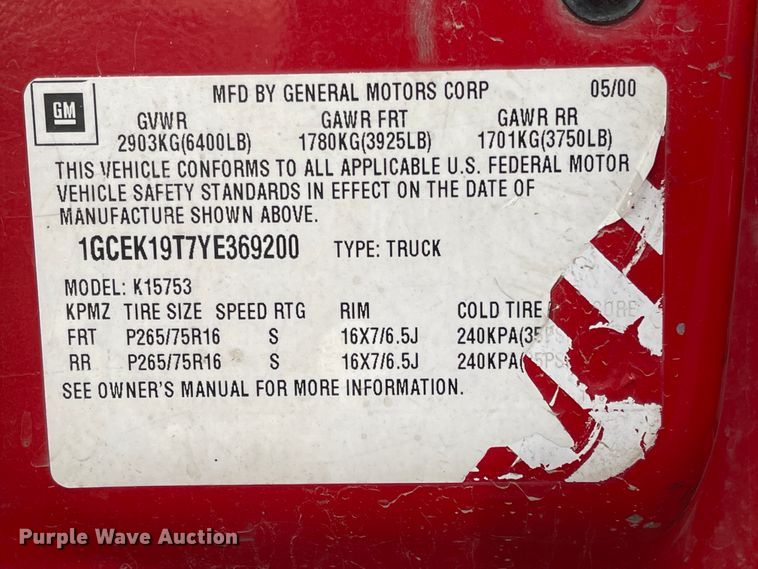 MFD BY GENERAL MOTORS CORP 05/00
GM
GVWR GAWR FRT GAWR RR
2903KG(6400LB) 1780KG(3925LB) 1701KG(3750LB)
THIS VEHICLE CONFORMS TO ALL APPLICABLE U.S. FEDERAL MOTOR
VEHICLE SAFETY STANDARDS IN EFFECT ON THE DATE OF
MANUFACTURE SHOWN ABOVE.
1GCEK19T7YE369200 TYPE: TRUCK
MODEL: K15753
KPMZ TIRE SIZE SPEED RTG RIM COLD TIRE
FRT P265/75R16 S 16X7/6.5J 240KPA(35PS
RR P265/75R16 S 16X7/6.5J 240KPA(
SEE OWNER'S MANUAL FOR MORE INFORMATION.
Purple Wave Auction